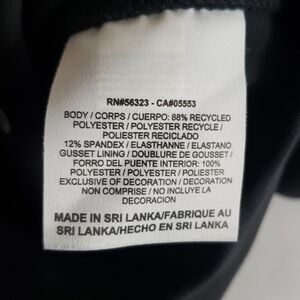 RN#56323 - CA#05553
BODY / CORPS / CUERPO: 88% RECYCLED
POLYESTER / POLYESTER RECYCLE /
POLIESTER RECICLADO
12% SPANDEX / ELASTHANNE / ELASTANO
GUSSET LINING / DOUBLURE DE GOUSSET /
FORRO DEL PUENTE INTERIOR: 100%
POLYESTER / POLYESTER / POLIESTER
EXCLUSIVE OF DECORATION / DECORATION
NON COMPRISE / NO INCLUYE LA
DECORACION
MADE IN SRI LANKA/FABRIQUE AU
SRI LANKA/HECHO EN SRI LANKA